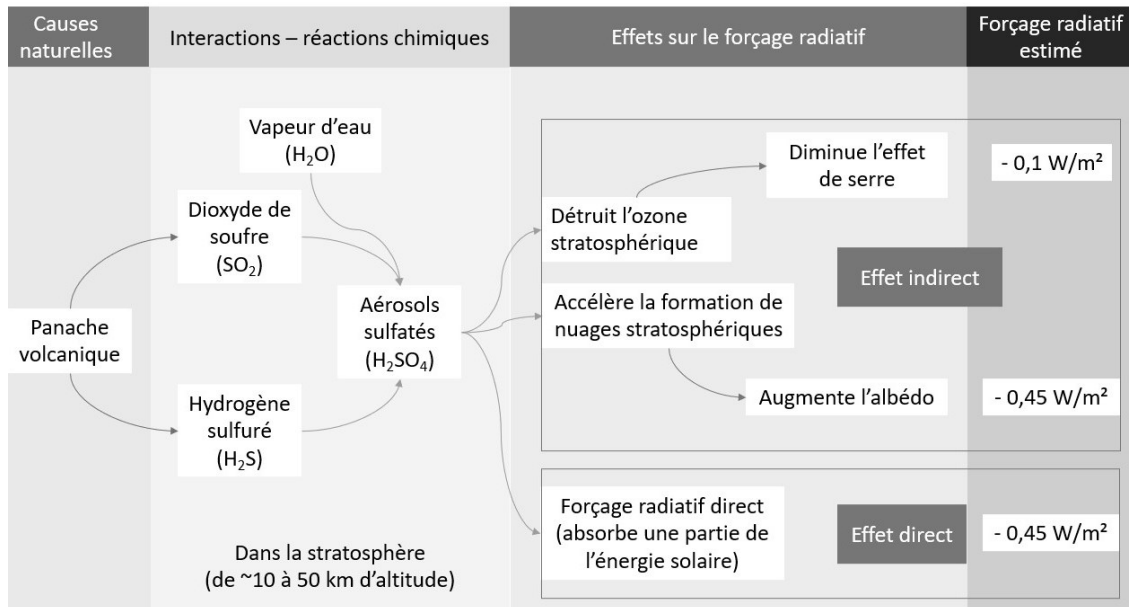 Causes
naturelles
Interactions – réactions chimiques
Effets sur le forçage radiatif
Forçage radiatif
estimé
Vapeur d'eau
(H₂O)
Dioxyde de
soufre
(SO₂)
Panache
volcanique
Hydrogène
sulfuré
(H₂S)
Aérosols
sulfatés
(H₂SO₄)
Dans la stratosphère
(de ~10 à 50 km d'altitude)
Diminue l'effet
de serre
- 0,1 W/m²
Détruit l'ozone
stratosphérique
Effet indirect
Accélère la formation de
nuages stratosphériques
Augmente l'albédo
- 0,45 W/m²
Forçage radiatif direct
(absorbe une partie de
l'énergie solaire)
Effet direct
- 0,45 W/m²